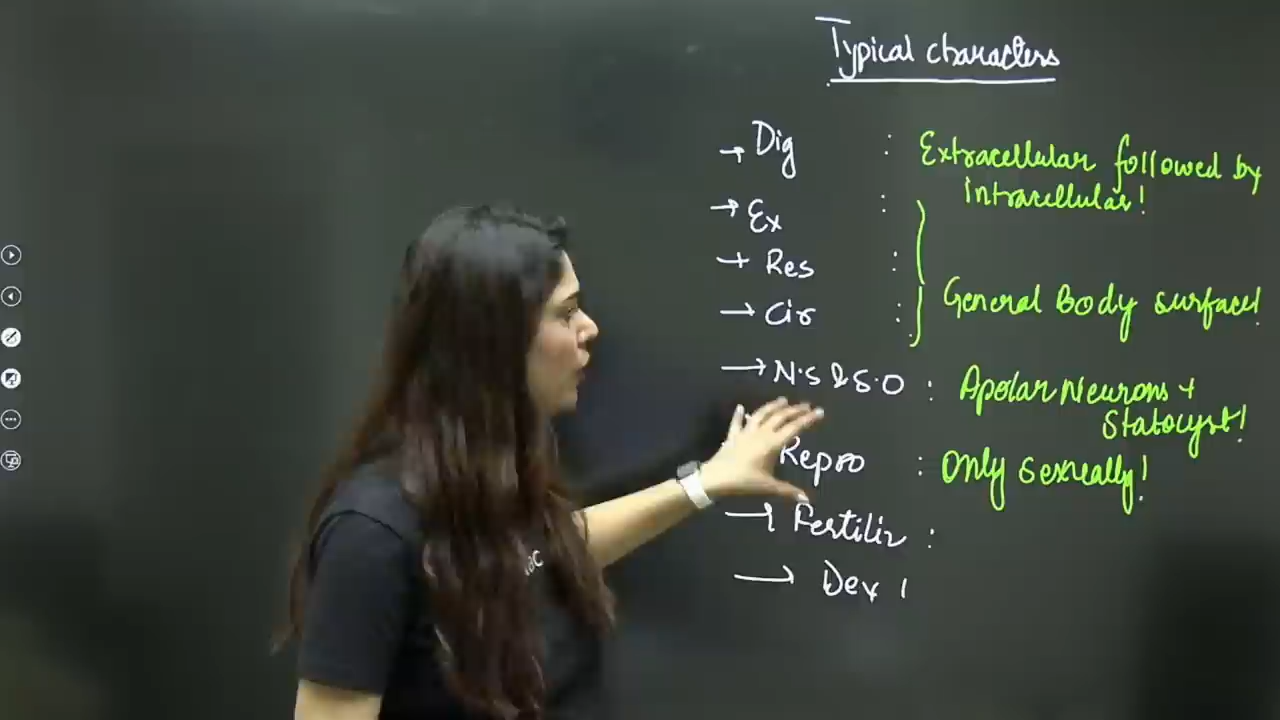 Typical characters
→ Dig : Extracellular followed by
intracellular!
→ Ex :
→ Res :
→ Cir : General Body surface!
→ N.S & S.O : Apolar Neurons +
Statocyst!
Repro : Only sexually!
→ Fertiliz :
→ Dev